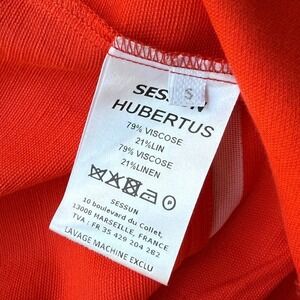 S
SESSUN
HUBERTUS
79% VISCOSE
21%LIN
79% VISCOSE
21%LINEN
SESSUN
10 boulevard du Collet,
13008 MARSEILLE, FRANCE
TVA : FR 35 429 204 282
LAVAGE MACHINE EXCLU